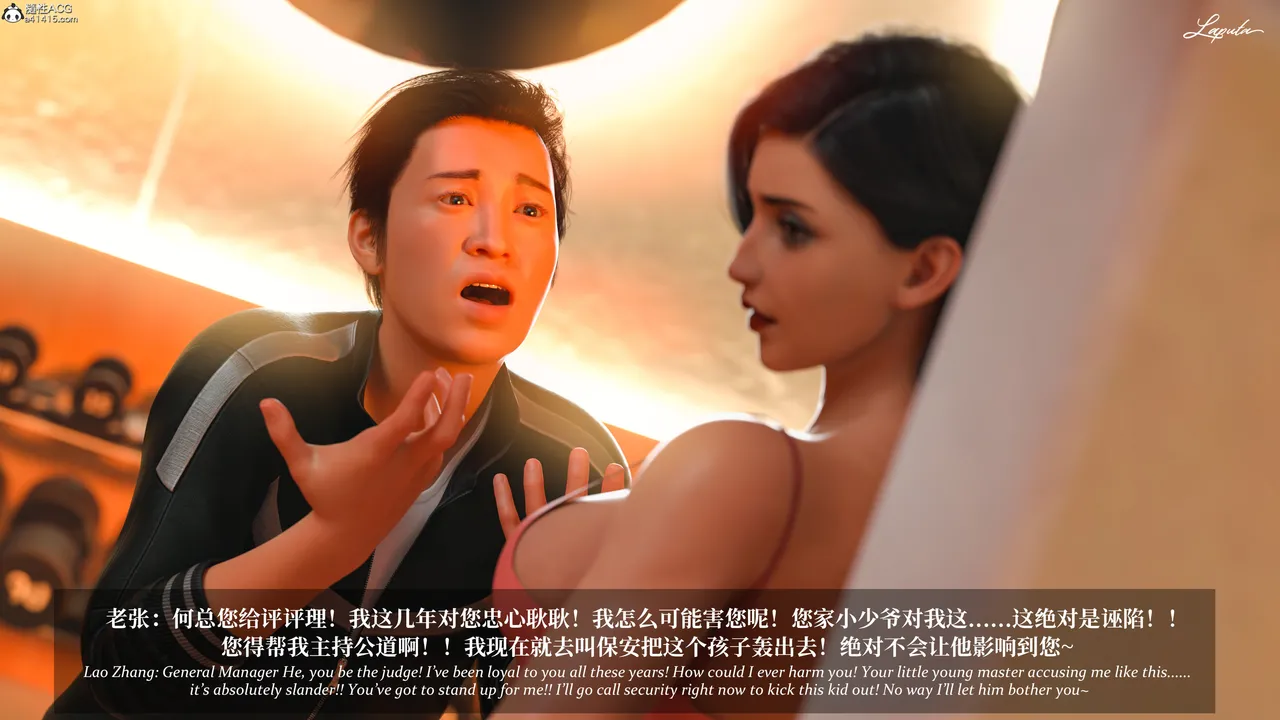 混性ACG
a41415.com
Laputa
老张：何总您给评评理！我这几年对您忠心耿耿！我怎么可能害您呢！您家小少爷对我这……这绝对是诬陷！！
您得帮我主持公道啊！！我现在就去叫保安把这个孩子轰出去！绝对不会让他影响到您~
Lao Zhang: General Manager He, you be the judge! I've been loyal to you all these years! How could I ever harm you! Your little young master accusing me like this......
it's absolutely slander!! You've got to stand up for me!! I'll go call security right now to kick this kid out! No way I'll let him bother you~